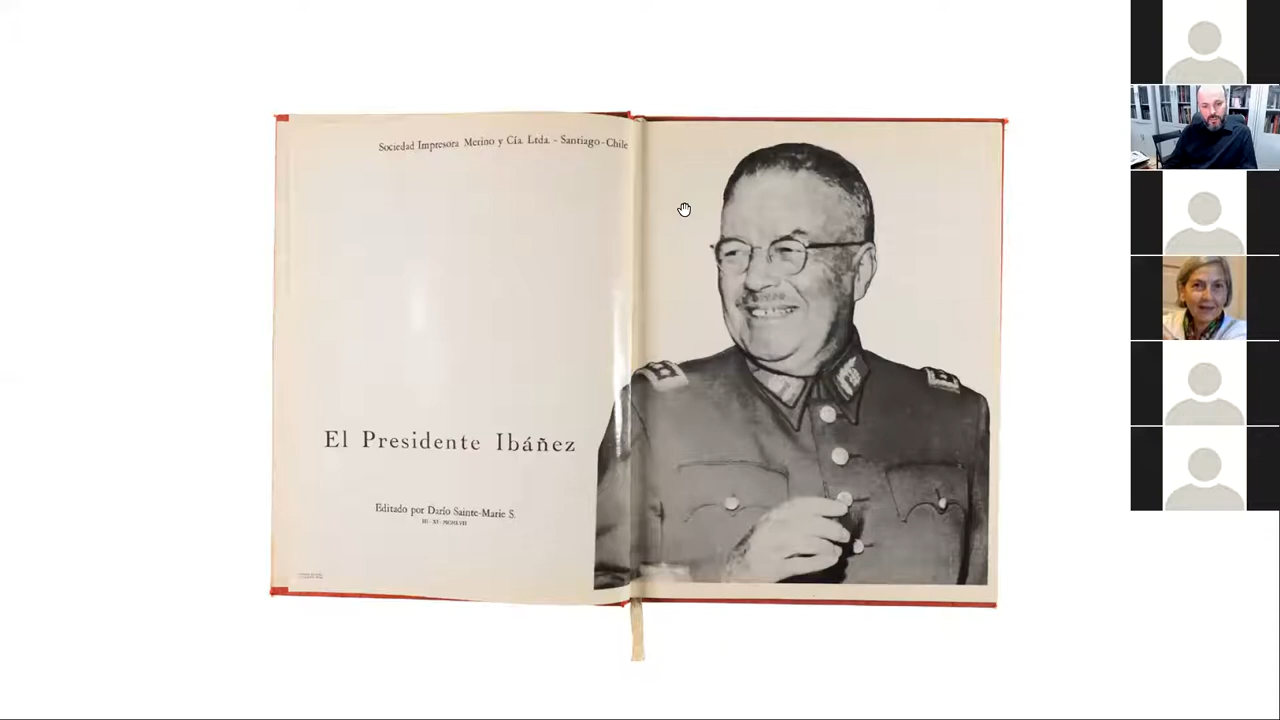 Sociedad Impresora Merino y Cía. Ltda. - Santiago-Chile
El Presidente Ibáñez
Editado por Darío Sainte-Marie S.